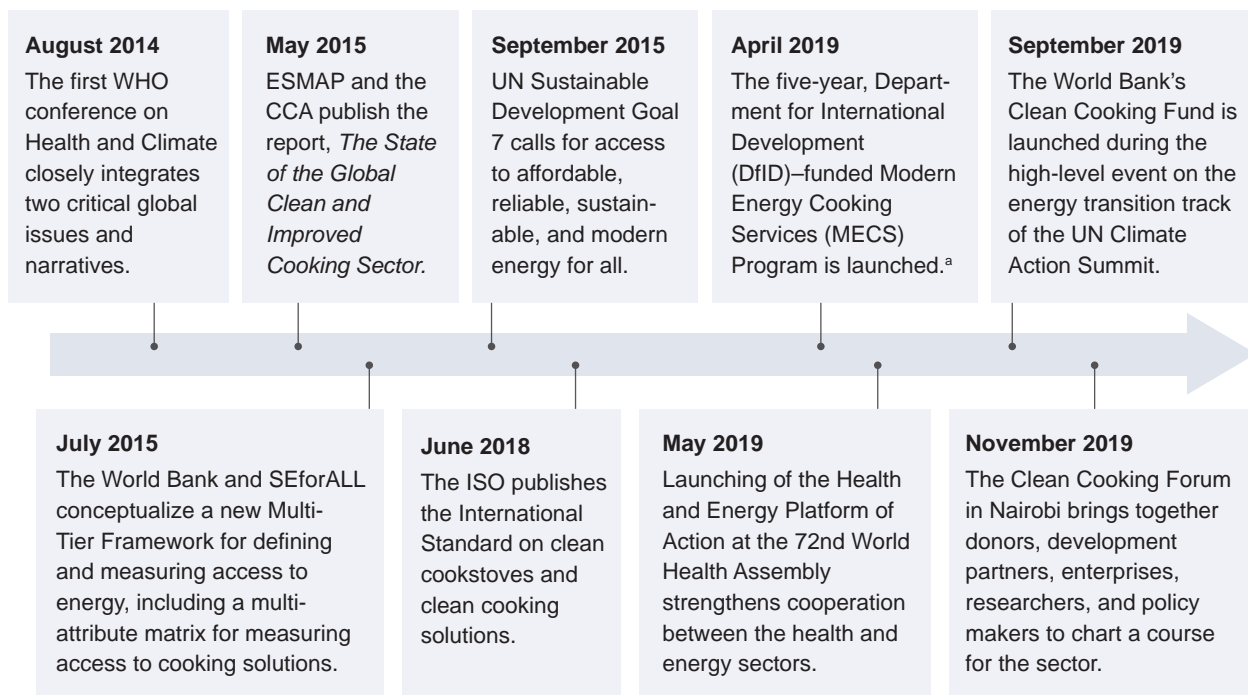 August 2014
The first WHO
conference on
Health and Climate
closely integrates
two critical global
issues and
narratives.
May 2015
ESMAP and the
CCA publish the
report, The State
of the Global
Clean and
Improved
Cooking Sector.
September 2015
UN Sustainable
Development Goal
7 calls for access
to affordable,
reliable, sustain-
able, and modern
energy for all.
April 2019
The five-year, Depart-
ment for International
Development
(DfID)–funded Modern
Energy Cooking
Services (MECS)
Program is launched.a
September 2019
The World Bank’s
Clean Cooking Fund is
launched during the
high-level event on the
energy transition track
of the UN Climate
Action Summit.
July 2015
The World Bank and SEforALL
conceptualize a new Multi-
Tier Framework for defining
and measuring access to
energy, including a multi-
attribute matrix for measuring
access to cooking solutions.
June 2018
The ISO publishes
the International
Standard on clean
cookstoves and
clean cooking
solutions.
May 2019
Launching of the Health
and Energy Platform of
Action at the 72nd World
Health Assembly
strengthens cooperation
between the health and
energy sectors.
November 2019
The Clean Cooking Forum
in Nairobi brings together
donors, development
partners, enterprises,
researchers, and policy
makers to chart a course
for the sector.